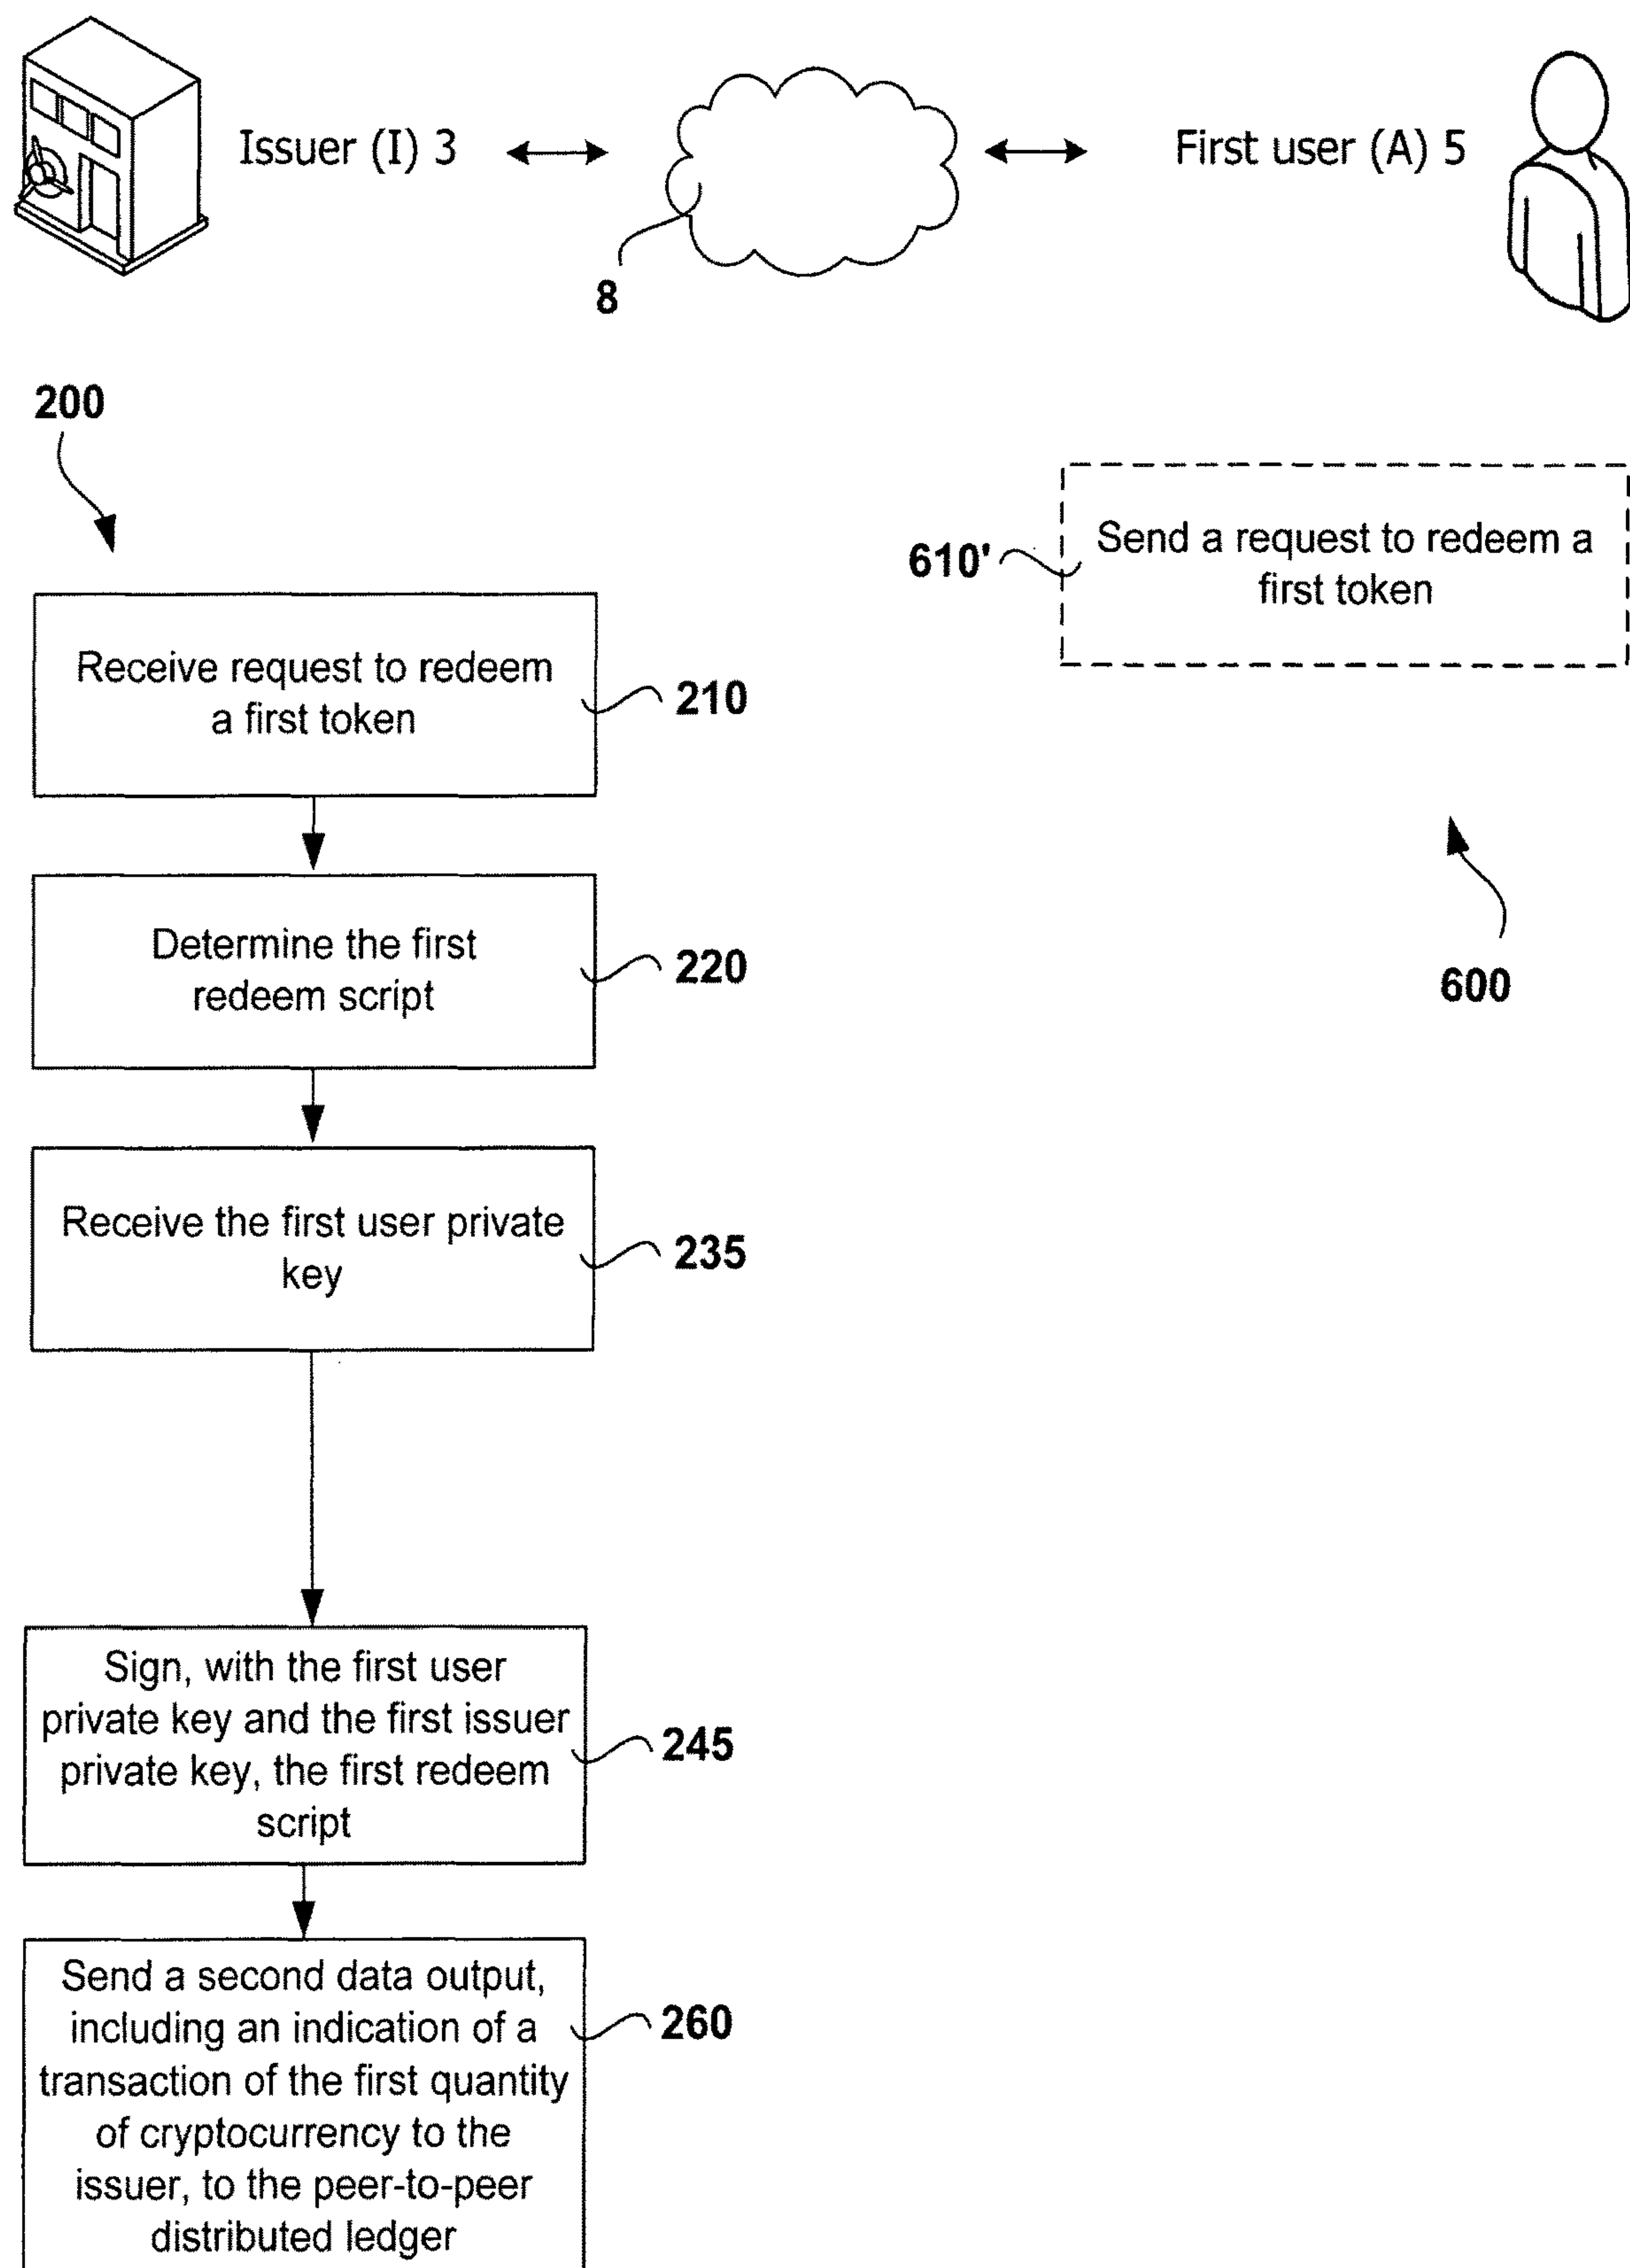 Issuer (I) 3
First user (A) 5
8
200
610'
Send a request to redeem a
first token
Receive request to redeem
a first token
210
600
Determine the first
redeem script
220
Receive the first user private
key
235
Sign, with the first user
private key and the first issuer
private key, the first redeem
script
245
Send a second data output,
including an indication of a
transaction of the first quantity
of cryptocurrency to the
issuer, to the peer-to-peer
distributed ledger
260